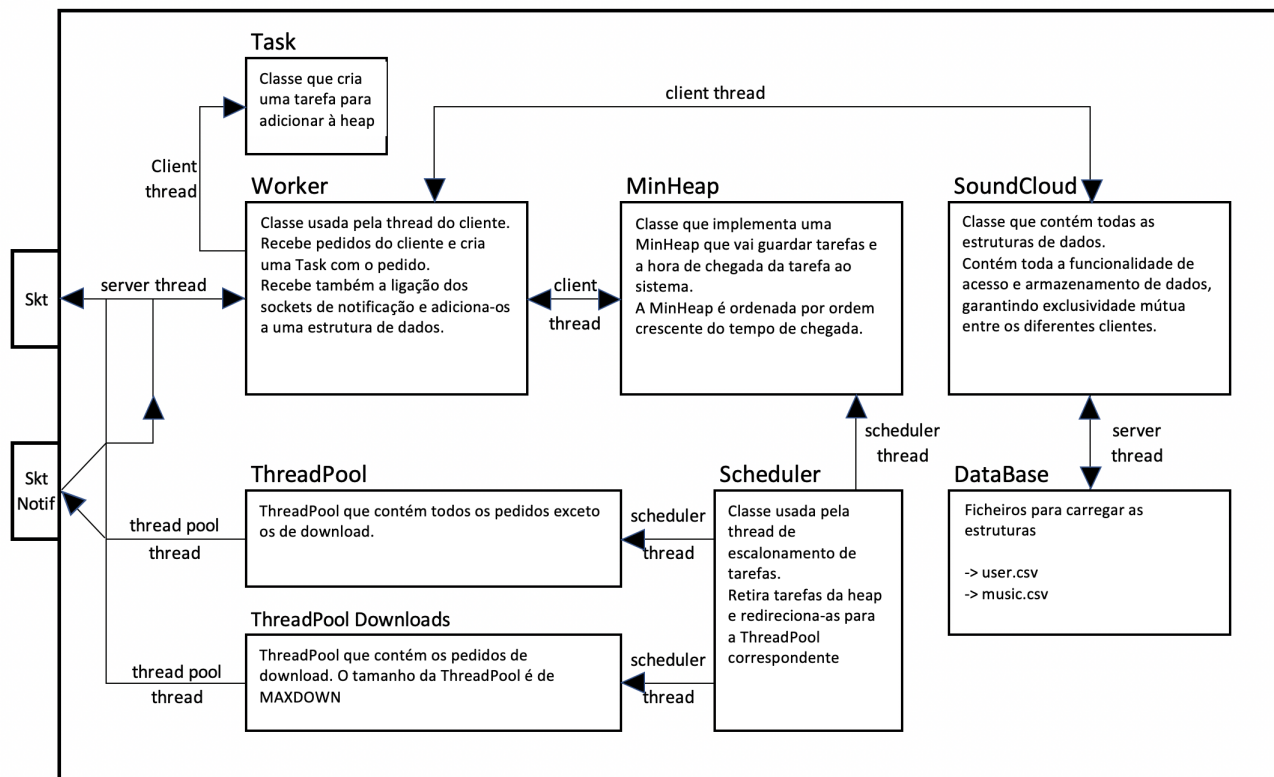 Task
Classe que cria
uma tarefa para
adicionar à heap
client thread
Client
thread
Worker
Classe usada pela thread do cliente.
Recebe pedidos do cliente e cria
uma Task com o pedido.
Recebe também a ligação dos
sockets de notificação e adiciona-os
a uma estrutura de dados.
MinHeap
Classe que implementa uma
MinHeap que vai guardar tarefas e
a hora de chegada da tarefa ao
sistema.
A MinHeap é ordenada por ordem
crescente do tempo de chegada.
SoundCloud
Classe que contém todas as
estruturas de dados.
Contém toda a funcionalidade de
acesso e armazenamento de dados,
garantindo exclusividade mútua
entre os diferentes clientes.
Skt
server thread
client
thread
scheduler
thread
server
thread
Skt
Notif
ThreadPool
ThreadPool que contém todos os pedidos exceto
os de download.
thread pool
thread
scheduler
thread
Scheduler
Classe usada pela
thread de
escalonamento de
tarefas.
Retira tarefas da heap
e redireciona-as para
a ThreadPool
correspondente
DataBase
Ficheiros para carregar as
estruturas
-> user.csv
-> music.csv
ThreadPool Downloads
ThreadPool que contém os pedidos de
download. O tamanho da ThreadPool é de
MAXDOWN
thread pool
thread
scheduler
thread